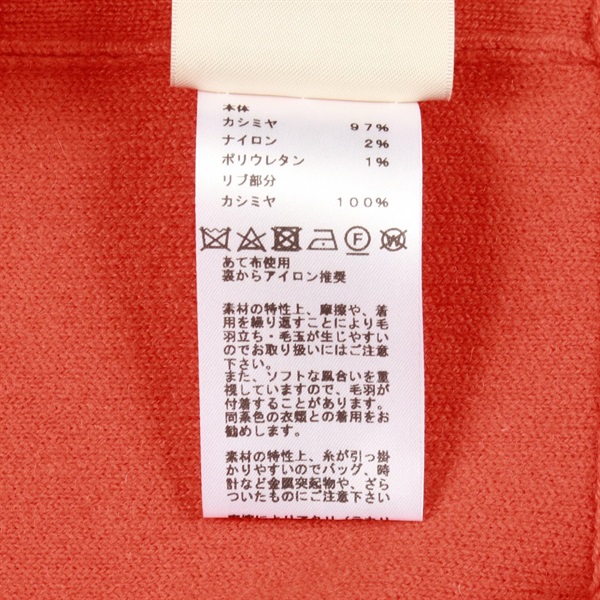 本体
カシミヤ 97%
ナイロン 2%
ポリウレタン 1%
リブ部分
カシミヤ 100%
F W
あて布使用
裏からアイロン推奨
素材の特性上、摩擦や、着
用を繰り返すことにより毛
羽立ち・毛玉が生じやすい
のでお取り扱いにはご注意
下さい。
また、ソフトな風合いを重
視していますので、毛羽が
付着することがあります。
同系色の衣類との着用をお
勧めします。
素材の特性上、糸が引っ掛
かりやすいのでバッグ、時
計など金属突起物や、ざら
ついたものにご注意下さい